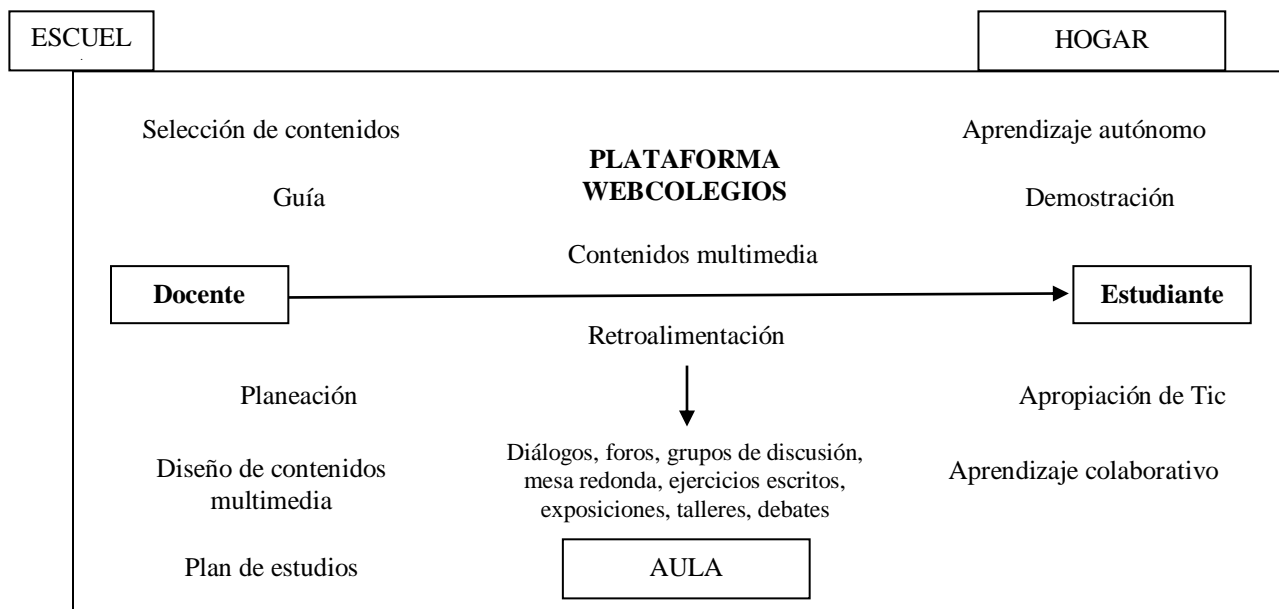 ESCUEL
HOGAR
Selección de contenidos
Aprendizaje autónomo
PLATAFORMA
WEBCOLEGIOS
Guía
Demostración
Contenidos multimedia
Docente
Estudiante
Retroalimentación
Planeación
Apropiación de Tic
Diálogos, foros, grupos de discusión,
mesa redonda, ejercicios escritos,
exposiciones, talleres, debates
Diseño de contenidos
multimedia
Aprendizaje colaborativo
Plan de estudios
AULA